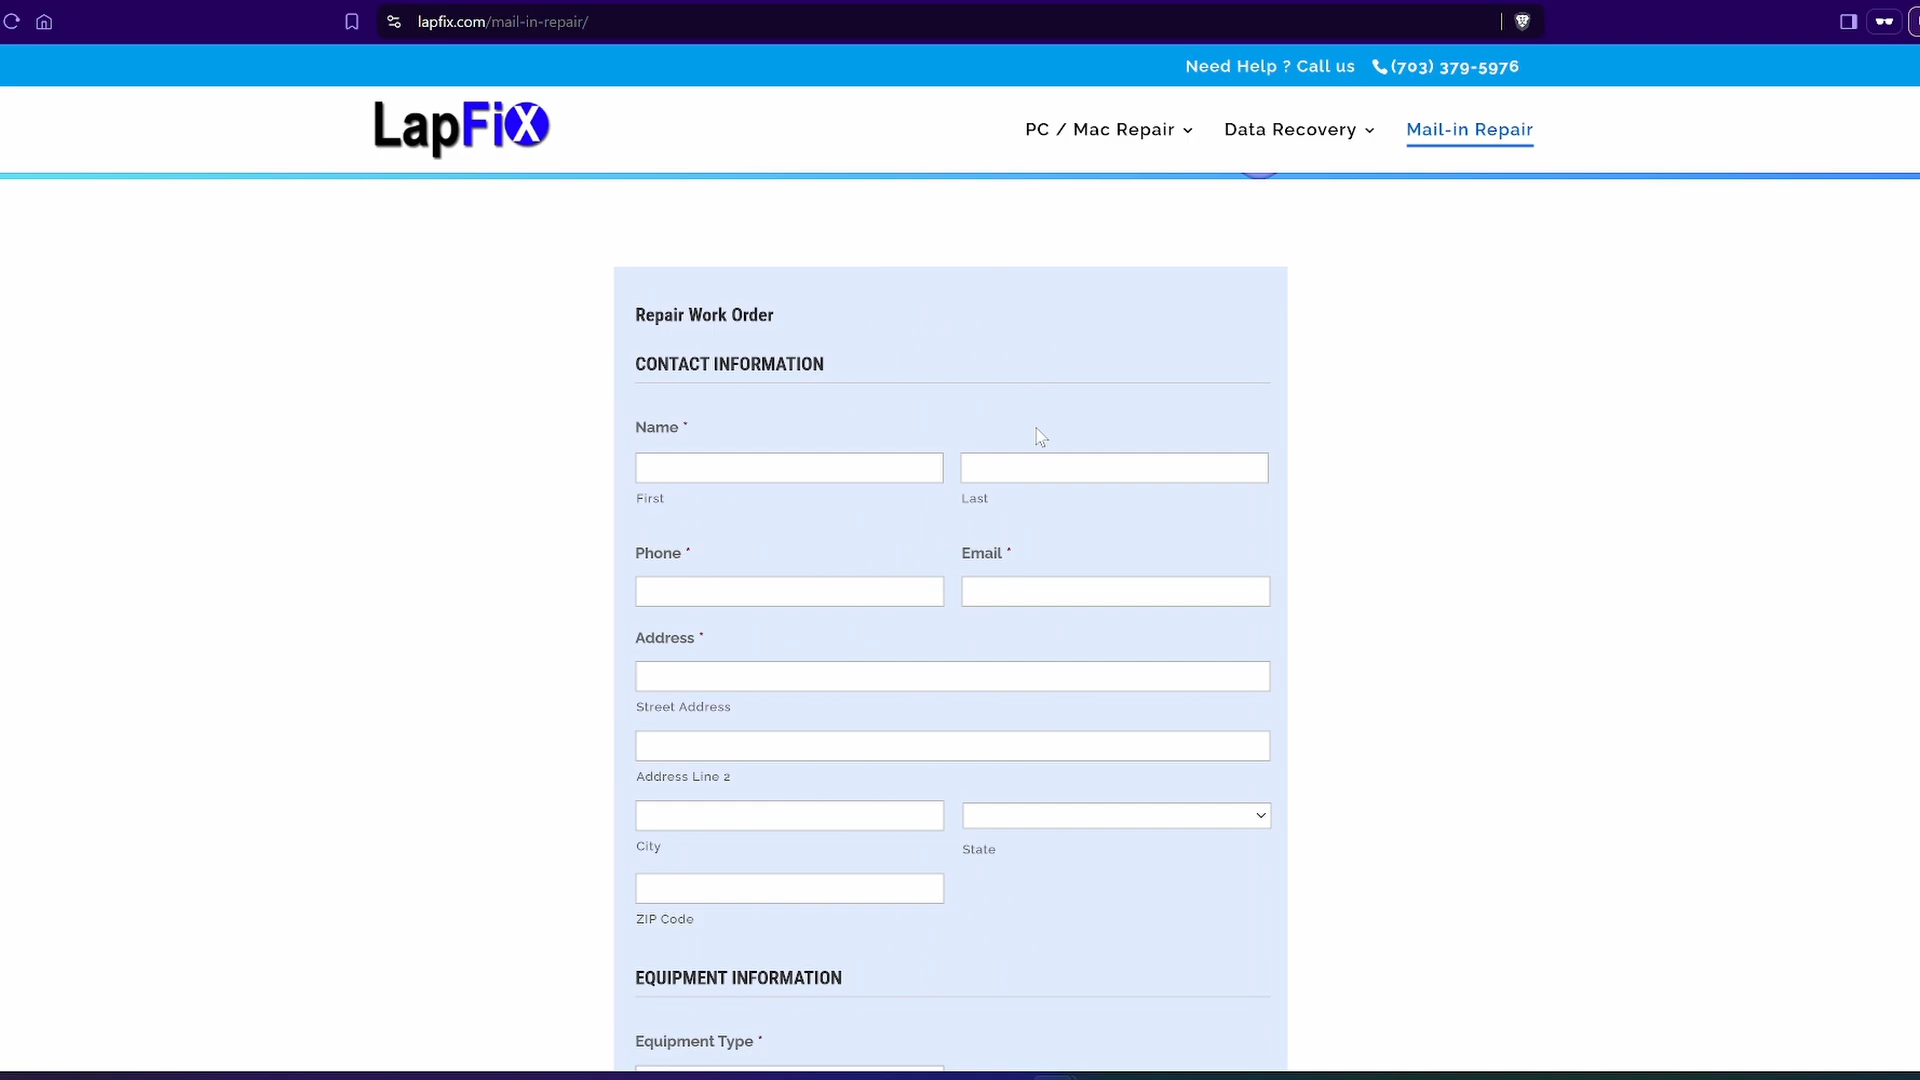 lapfix.com/mail-in-repair/
Need Help ? Call us (703) 379-5976
LapFix
PC / Mac Repair Data Recovery Mail-in Repair
Repair Work Order
CONTACT INFORMATION
Name *
First Last
Phone * Email *
Address *
Street Address
Address Line 2
City State
ZIP Code
EQUIPMENT INFORMATION
Equipment Type *